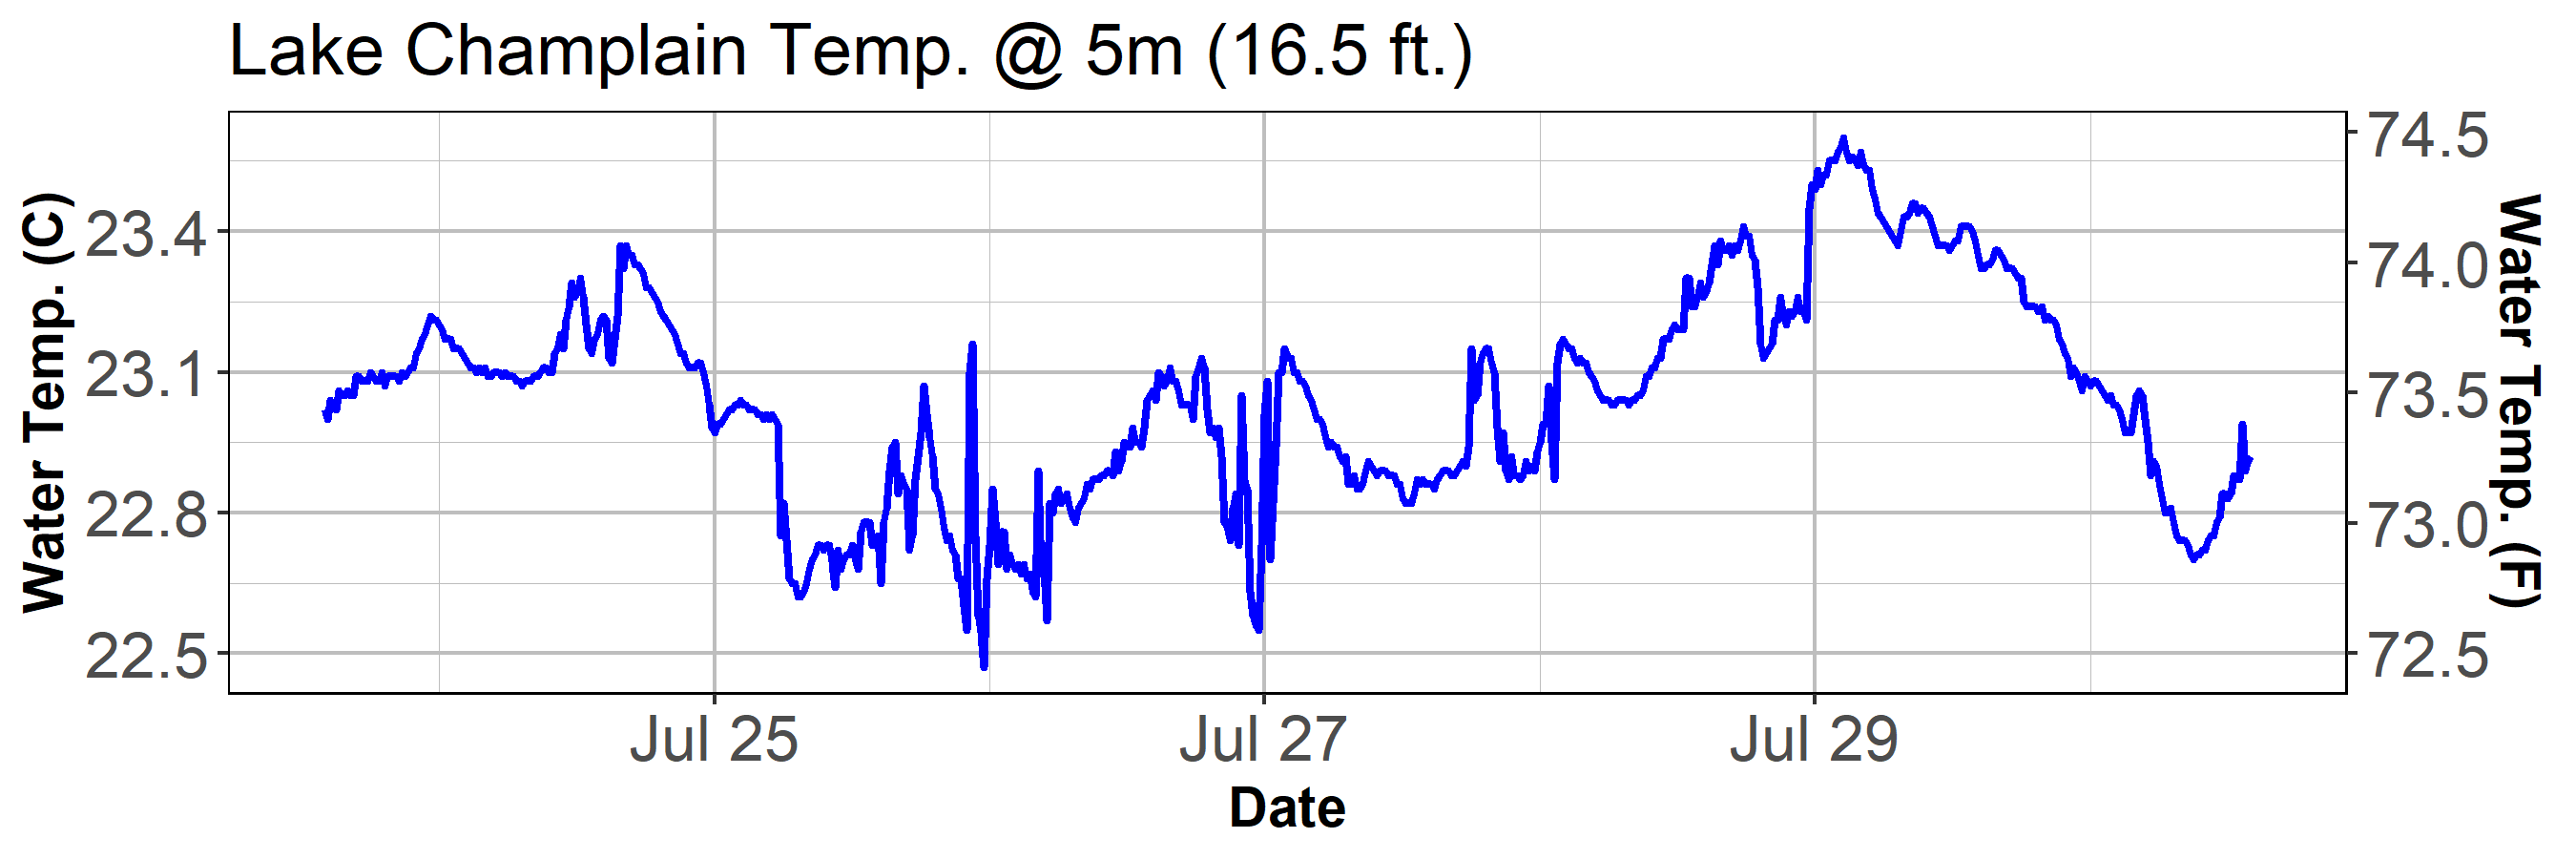 Lake Champlain Temp. @ 5m (16.5 ft.)
Water Temp. (C)
23.4
23.1
22.8
22.5
74.5
74.0
73.5
73.0
72.5
Water Temp. (F)
Jul 25
Jul 27
Jul 29
Date